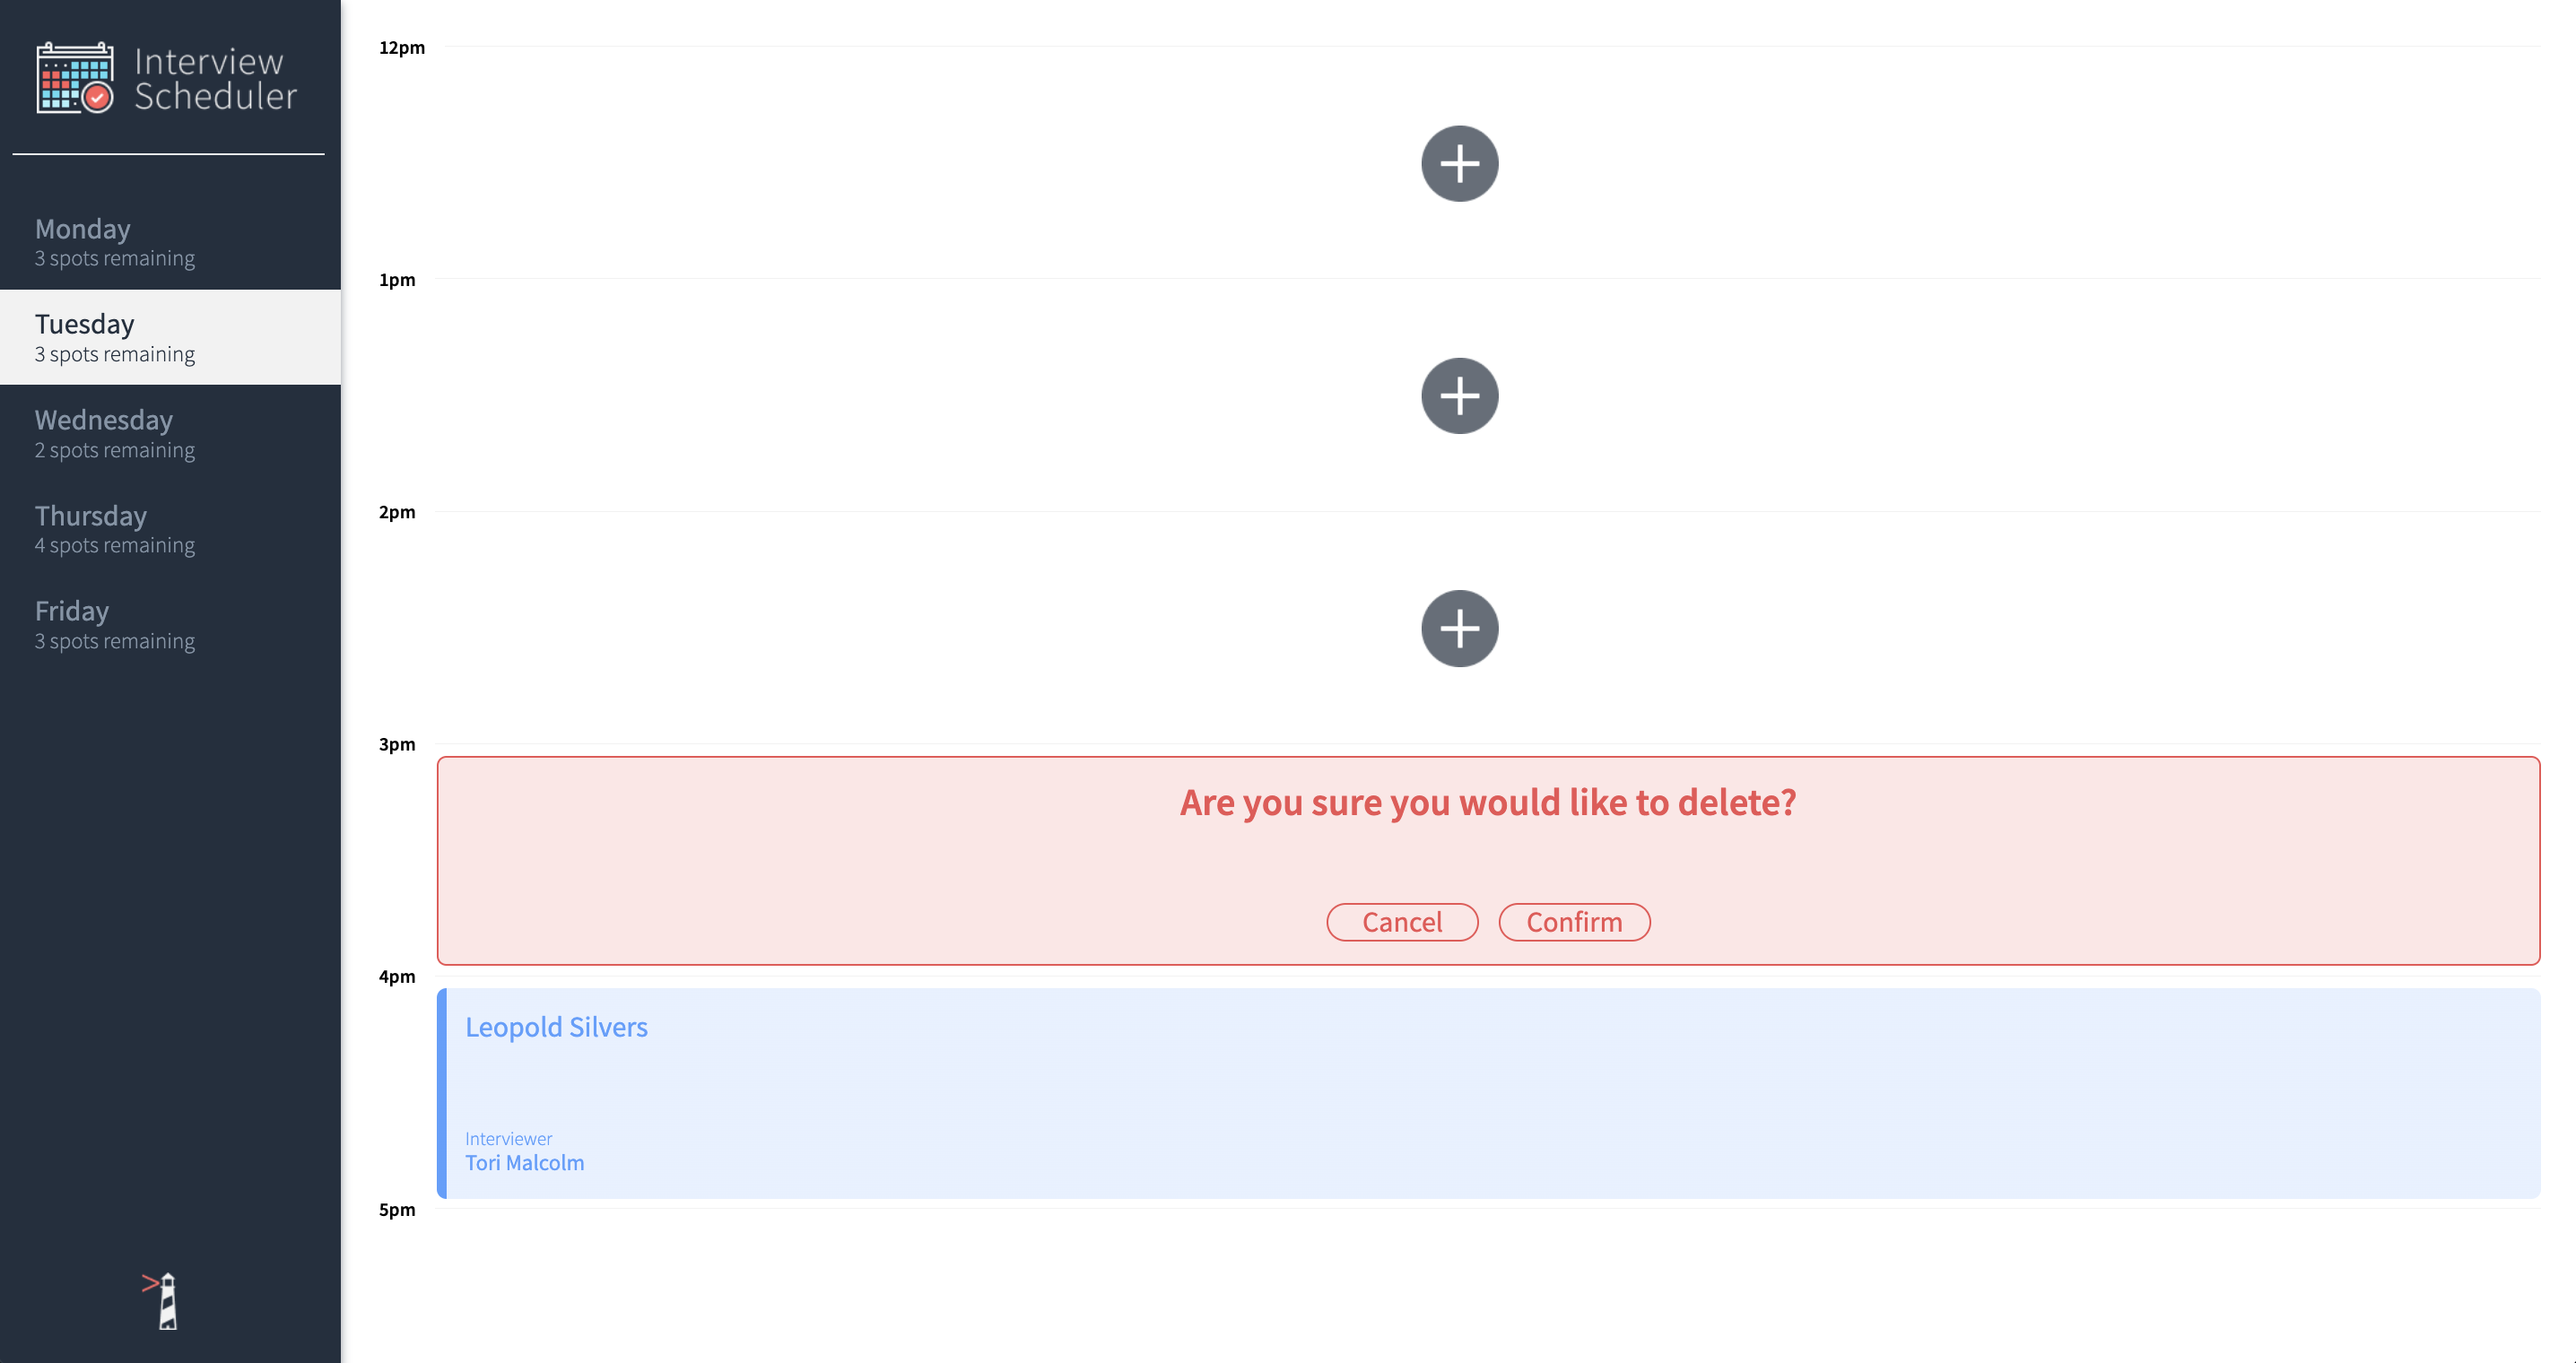 Interview
Scheduler
Monday
3 spots remaining
Tuesday
3 spots remaining
Wednesday
2 spots remaining
Thursday
4 spots remaining
Friday
3 spots remaining
12pm
1pm
2pm
3pm
Are you sure you would like to delete?
Cancel Confirm
4pm
Leopold Silvers
Interviewer
Tori Malcolm
5pm